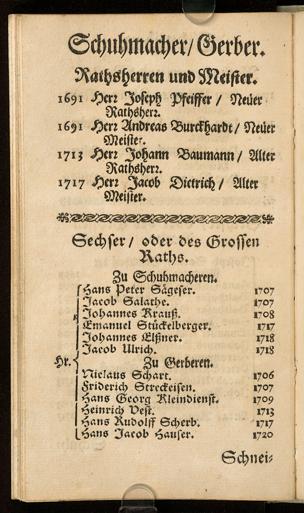 Schuhmacher/Gerber.
Rathsherren und Meister.
1691 Herr Joseph Pfeiffer / Neüer
Rathsherr.
1691 Herr Andreas Burckhardt / Neüer
Meister.
1713 Herr Johann Baumann / Alter
Rathsherr.
1717 Herr Jacob Dietrich / Alter
Meister.
Sechser / oder des Grossen
Raths.
Zu Schuhmacheren.
Hans Peter Sägeser. 1707
Jacob Salathe. 1707
Johannes Krauß. 1708
Emanuel Stückelberger. 1717
Johannes Elßner. 1718
Jacob Ulrich. 1718
Hr. Zu Gerberen.
Niclaus Schart. 1706
Friderich Streckeisen. 1707
Hans Georg Kleindienst. 1709
Heinrich Vest. 1713
Hans Rudolff Scherb. 1717
Hans Jacob Hauser. 1720
Schnei⸗